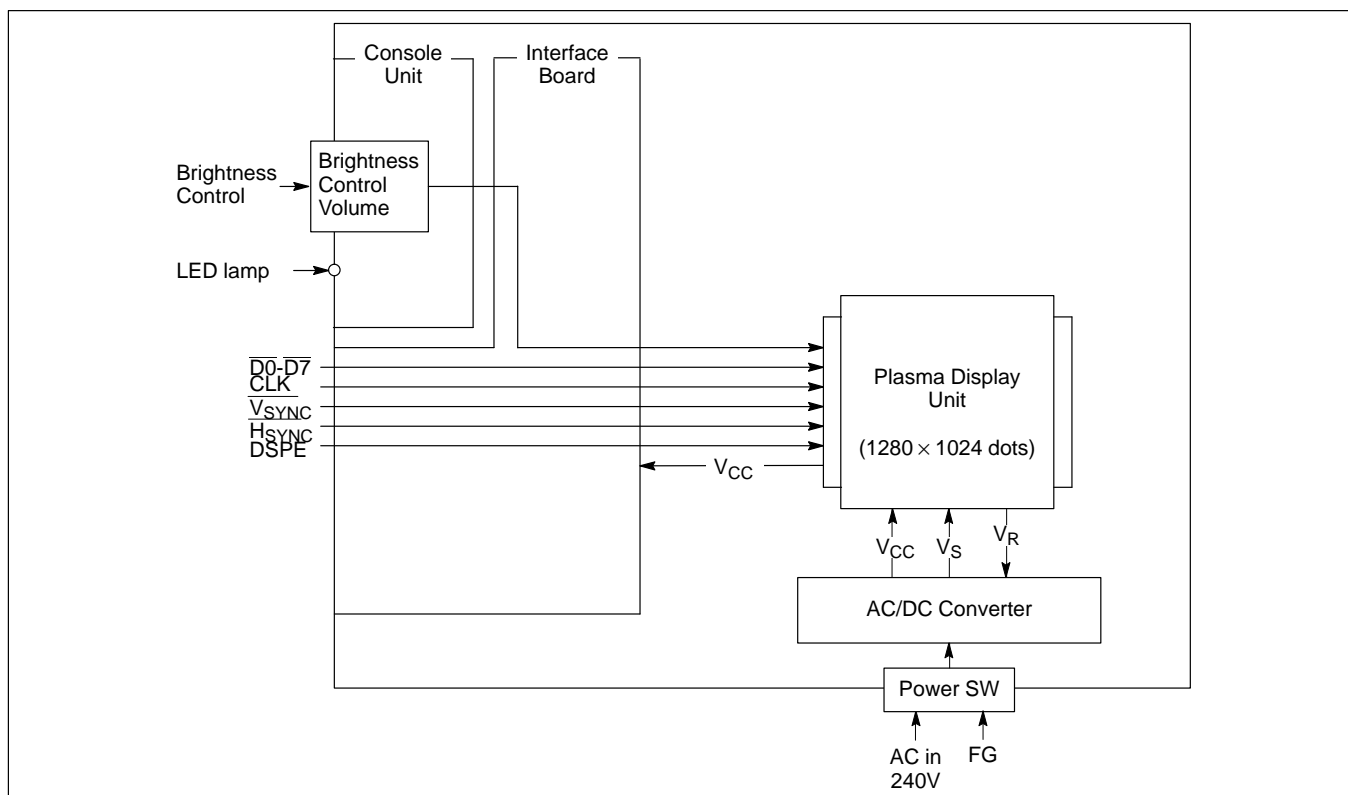 Console
Unit
Interface
Board
Brightness
Control
Brightness
Control
Volume
LED lamp
D0-D7
CLK
VSYNC
HSYNC
DSPE
VCC
Plasma Display
Unit
(1280 × 1024 dots)
VCC
VS
VR
AC/DC Converter
Power SW
AC in
240V
FG